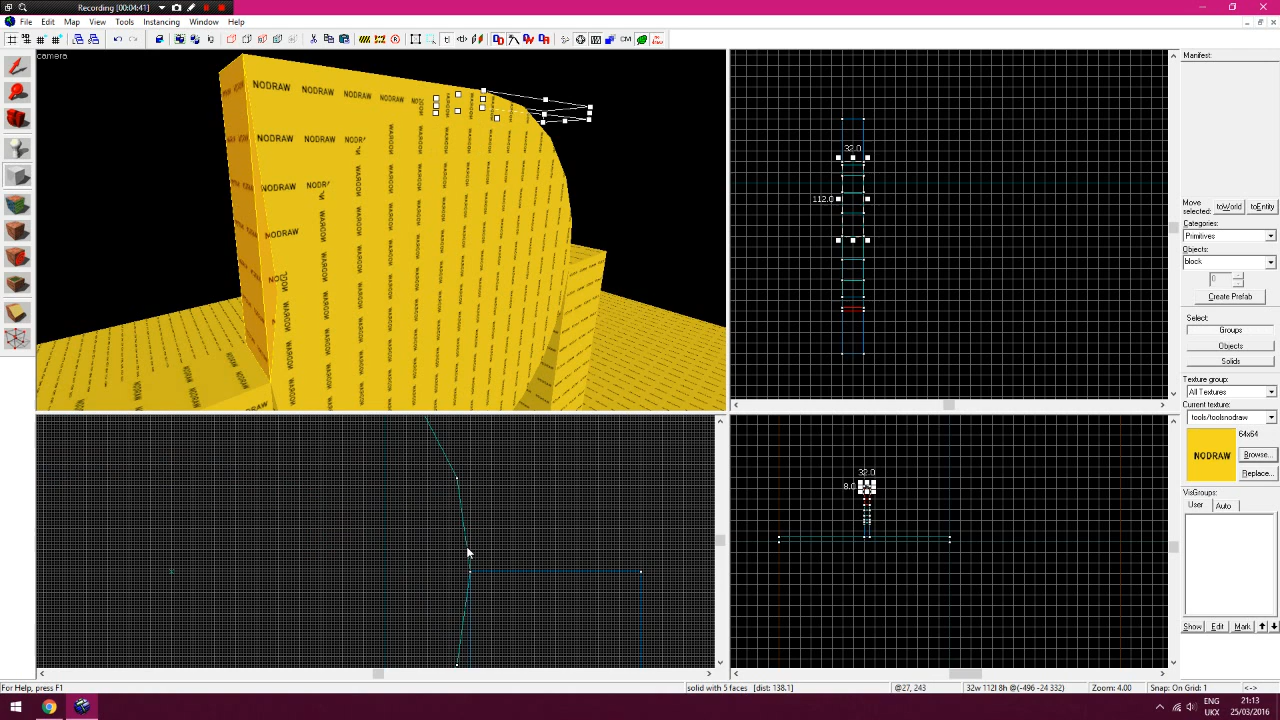 Recording [00:04:41]
File Edit Map View Tools Instancing Window Help
camera
NODRAW NODRAW NODRAW NODRAW
NODRAW NODRAW
NODRAW
NODRAW
32.0
112.0
32.0
8.0
Manifest:
Move
selected: toWorld toEntity
Categories:
Primitives
Objects:
block
0
Create Prefab
Select:
Groups
Objects
Solids
Texture group:
All Textures
Current texture:
tools/toolsnodraw
64x64
NODRAW
Browse...
Replace...
VisGroups:
User Auto
Show Edit Mark
For Help, press F1
solid with 5 faces [dist: 138.1]
@27, 243
32w 112l 8h @(-496 -24 332)
Zoom: 4.00
Snap: On Grid: 1
<->
ENG 21:13
UKX 25/03/2016